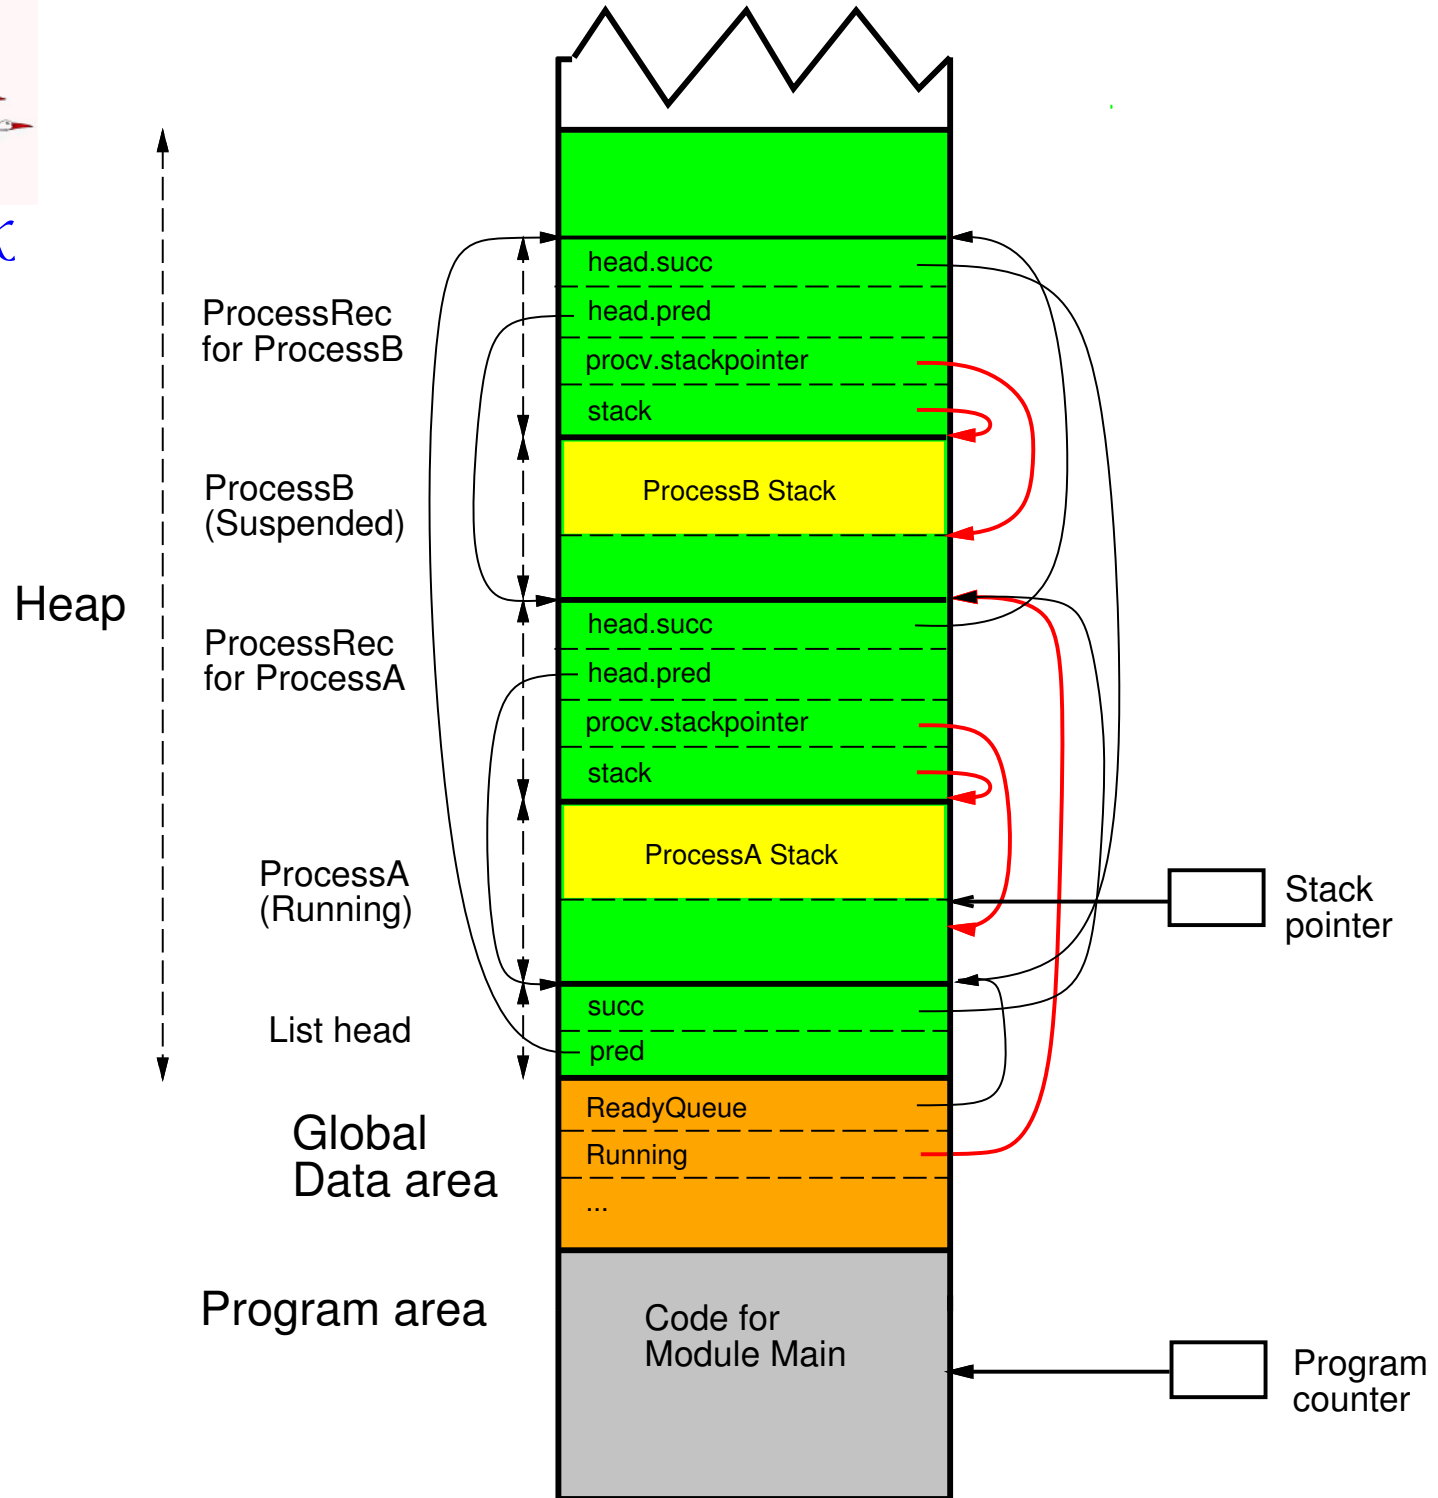 head.succ
head.pred
procv.stackpointer
stack
ProcessRec
for ProcessB
ProcessB Stack
ProcessB
(Suspended)
Heap
head.succ
head.pred
procv.stackpointer
stack
ProcessRec
for ProcessA
ProcessA Stack
ProcessA
(Running)
Stack
pointer
succ
pred
List head
ReadyQueue
Running
...
Global
Data area
Program area
Code for
Module Main
Program
counter